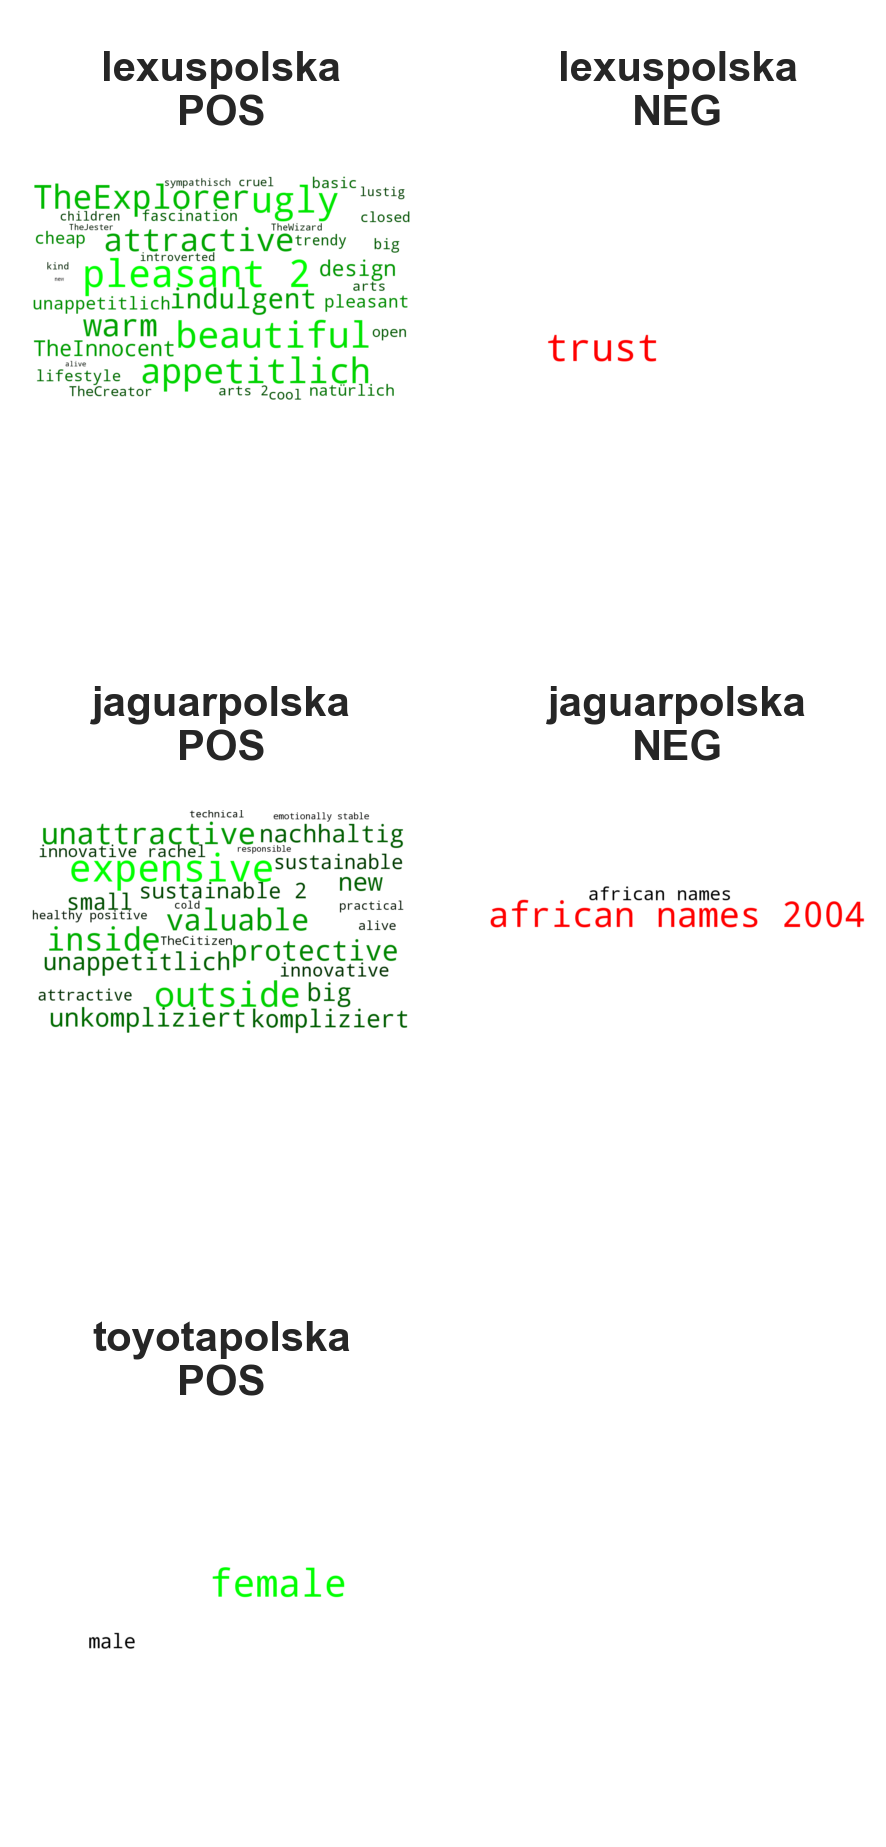 lexuspolska
POS
lexuspolska
NEG
sympathisch cruel basic
TheExplorer ugly lustig
children fascination closed
TheJester TheWizard
cheap attractive trendy big
introverted
kind pleasant 2 design
new arts
unappetitlich indulgent pleasant
warm beautiful open
TheInnocent
alive
lifestyle appetitlich
TheCreator arts 2 cool natürlich
trust
jaguarpolska
POS
jaguarpolska
NEG
technical emotionally stable
unattractive nachhaltig
innovative rachel responsible
expensive sustainable
sustainable 2 new
small cold practical
healthy positive valuable alive
inside TheCitizen protective
unappetitlich innovative
attractive outside big
unkompliziert kompliziert
african names
african names 2004
toyotapolska
POS
female
male